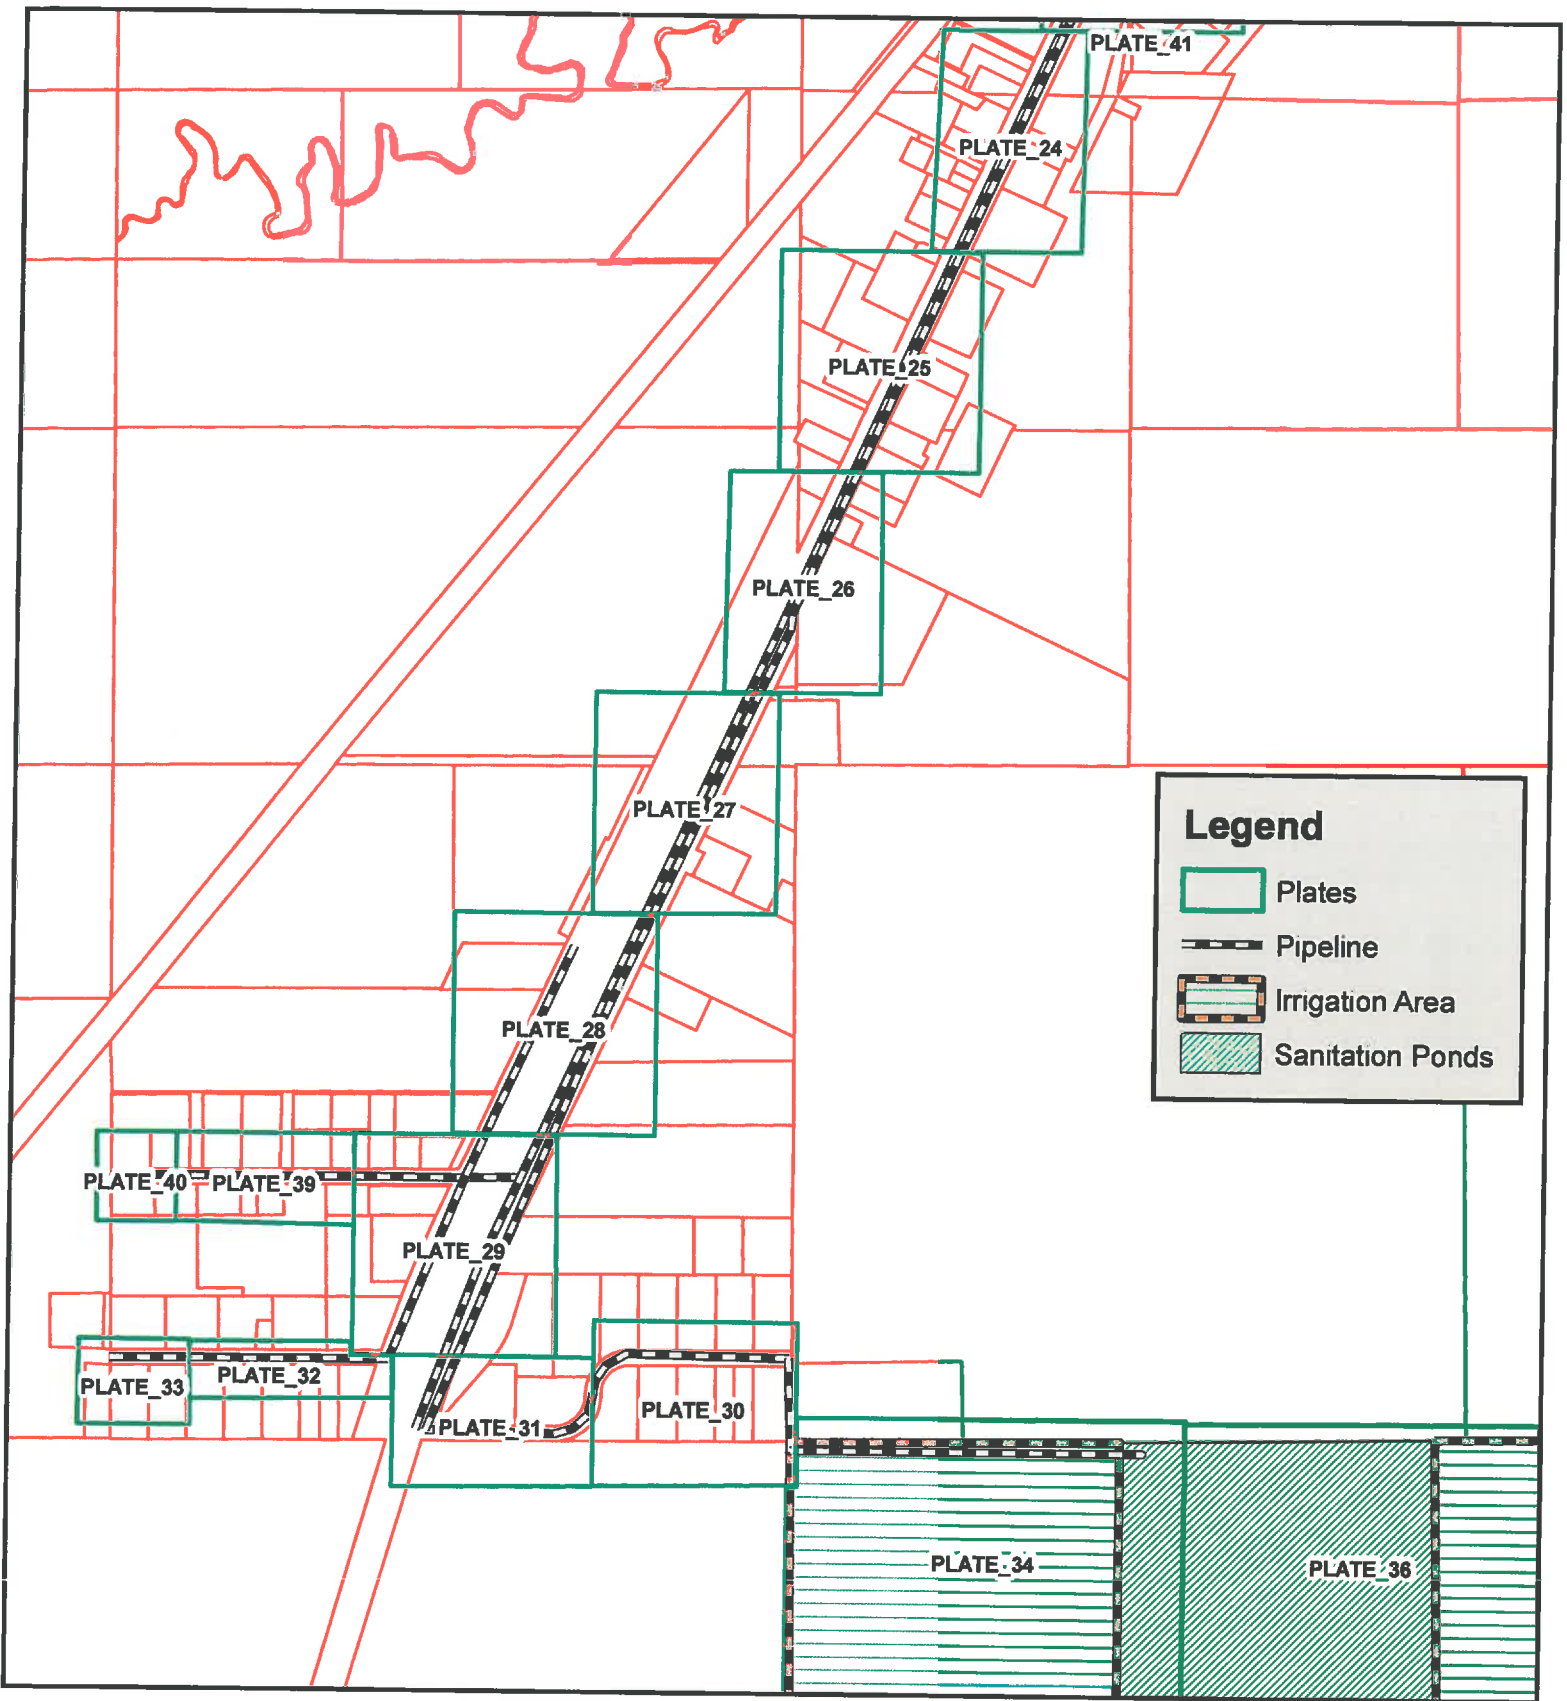 PLATE_41
PLATE_24
PLATE_25
PLATE_26
PLATE_27
Legend
Plates
Pipeline
Irrigation Area
Sanitation Ponds
PLATE_28
PLATE_40
PLATE_39
PLATE_29
PLATE_33
PLATE_32
PLATE_31
PLATE_30
PLATE_34
PLATE_36